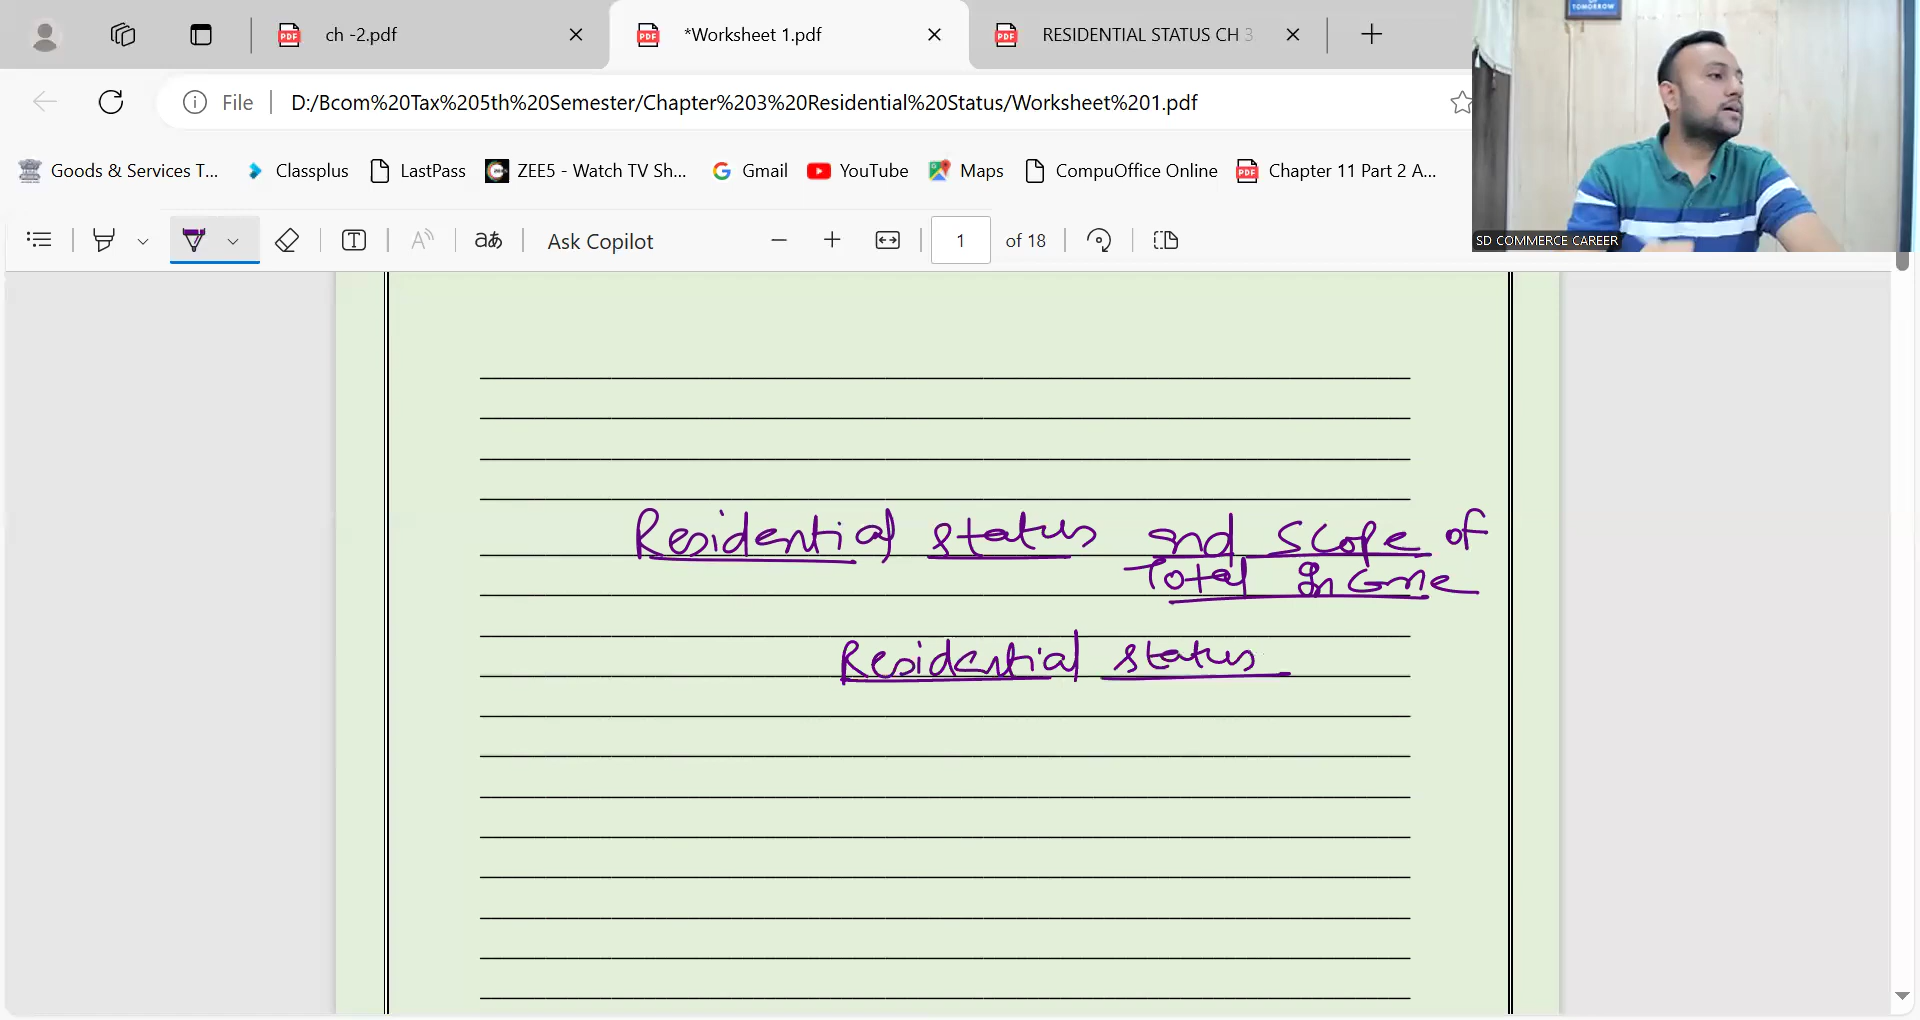 ch -2.pdf
*Worksheet 1.pdf
RESIDENTIAL STATUS CH 3
File
D:/Bcom%20Tax%205th%20Semester/Chapter%203%20Residential%20Status/Worksheet%201.pdf
Goods & Services T...
Classplus
LastPass
ZEE5 - Watch TV Sh...
Gmail
YouTube
Maps
CompuOffice Online
Chapter 11 Part 2 A...
Ask Copilot
1
of 18
TOMORROW
SD COMMERCE CAREER
Residential status and scope of
Total Income
Residential status